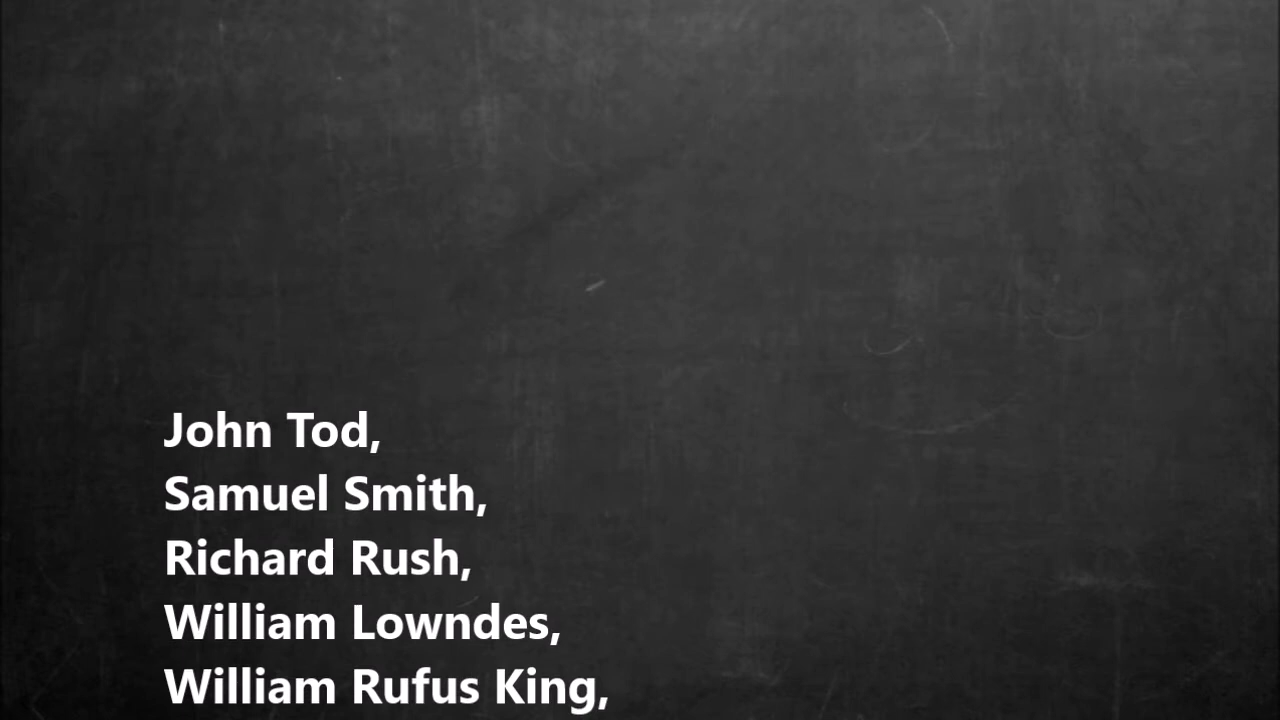 John Tod,
Samuel Smith,
Richard Rush,
William Lowndes,
William Rufus King,